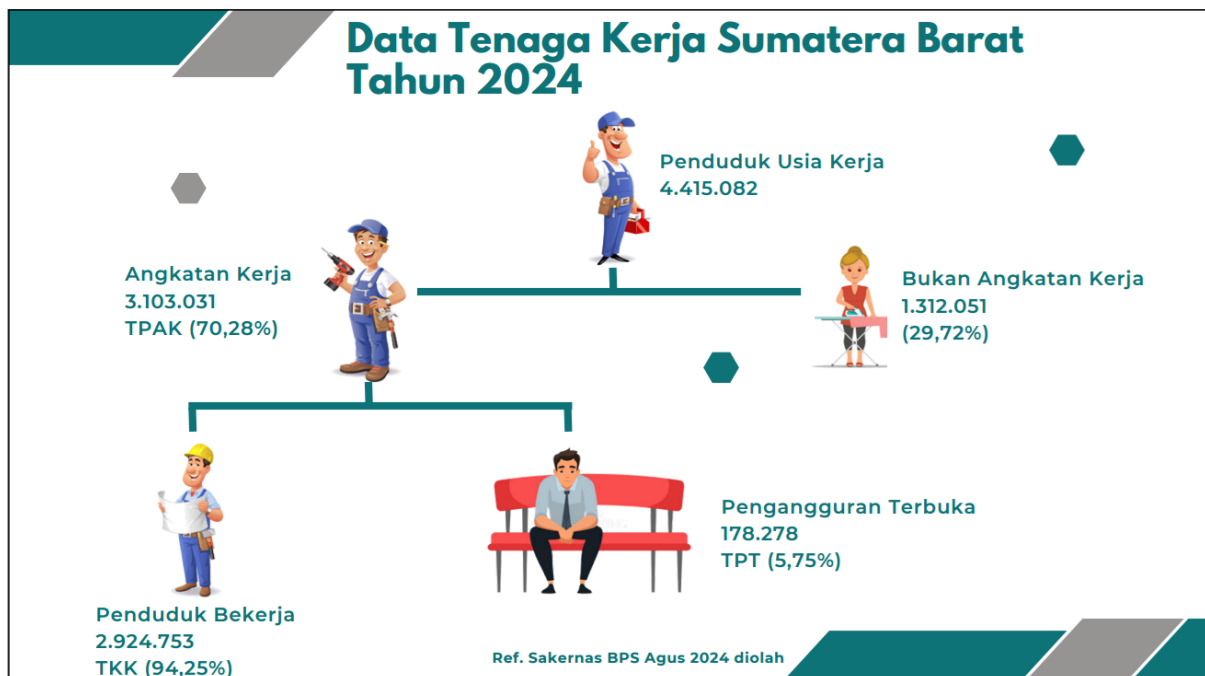 Data Tenaga Kerja Sumatera Barat
Tahun 2024
Penduduk Usia Kerja
4.415.082
Angkatan Kerja
3.103.031
TPAK (70,28%)
Bukan Angkatan Kerja
1.312.051
(29,72%)
Penduduk Bekerja
2.924.753
TKK (94,25%)
Pengangguran Terbuka
178.278
TPT (5,75%)
Ref. Sakernas BPS Agus 2024 diolah